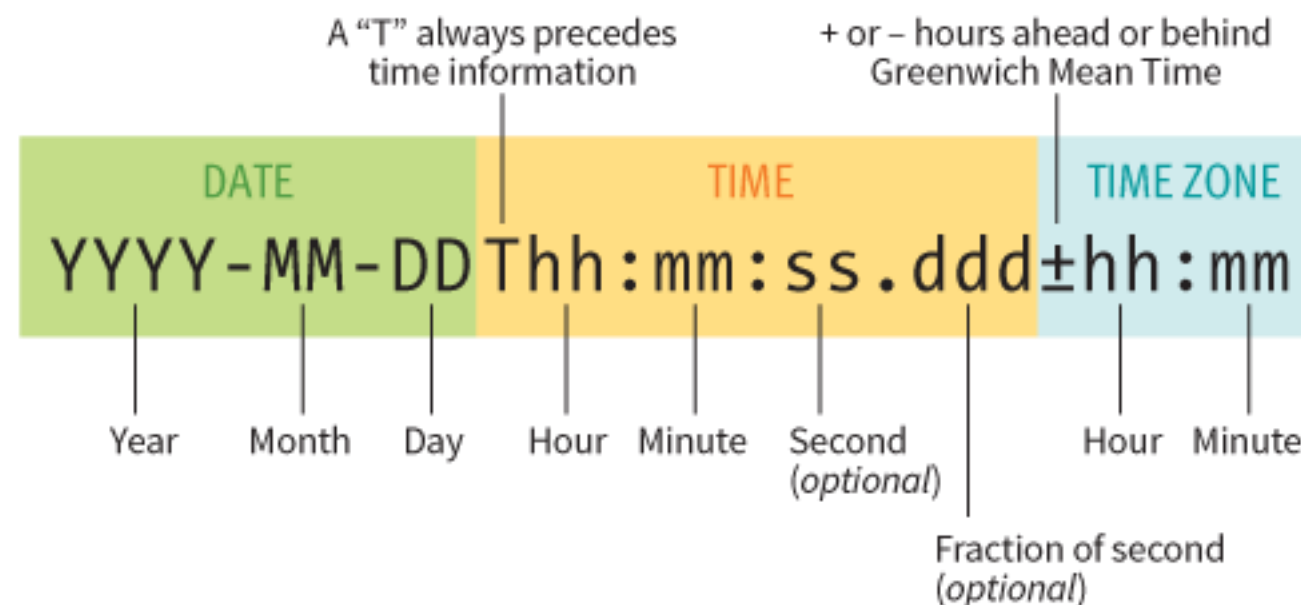 A “T” always precedes
time information
+ or – hours ahead or behind
Greenwich Mean Time
DATE
TIME
TIME ZONE
YYYY-MM-DDThh:mm:ss.ddd±hh:mm
Year
Month
Day
Hour
Minute
Second
(optional)
Hour
Minute
Fraction of second
(optional)